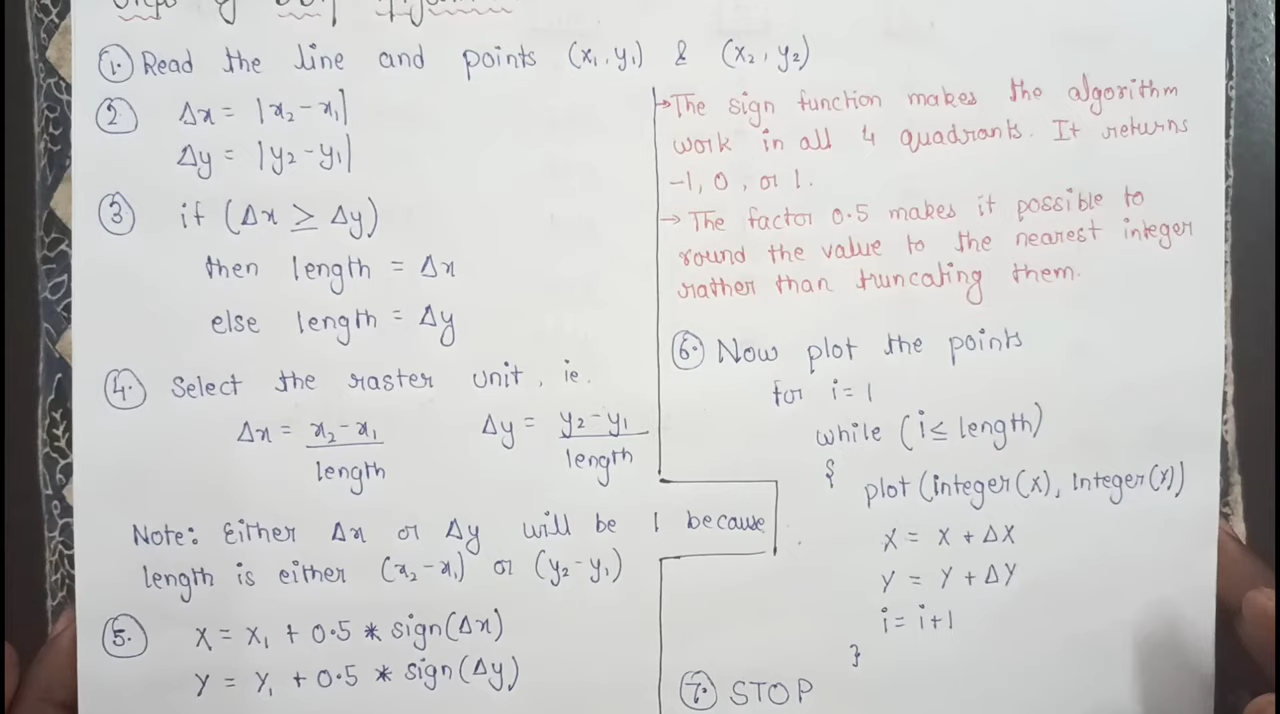 Steps of DDA Algorithm
1. Read the line and points (x₁, y₁) & (x₂, y₂)
2. Δx = |x₂ - x₁|
Δy = |y₂ - y₁|
3. if (Δx ≥ Δy)
then length = Δx
else length = Δy
4. Select the raster unit, ie.
Δx = (x₂ - x₁)/length Δy = (y₂ - y₁)/length
Note: Either Δx or Δy will be 1 because
length is either (x₂ - x₁) or (y₂ - y₁)
5. X = X₁ + 0.5 * sign(Δx)
Y = Y₁ + 0.5 * sign(Δy)
→ The sign function makes the algorithm
work in all 4 quadrants. It returns
-1, 0, or 1.
→ The factor 0.5 makes it possible to
round the value to the nearest integer
rather than truncating them.
6. Now plot the points
for i = 1
while (i ≤ length)
{
plot (integer(X), Integer(Y))
X = X + ΔX
Y = Y + ΔY
i = i+1
}
7. STOP